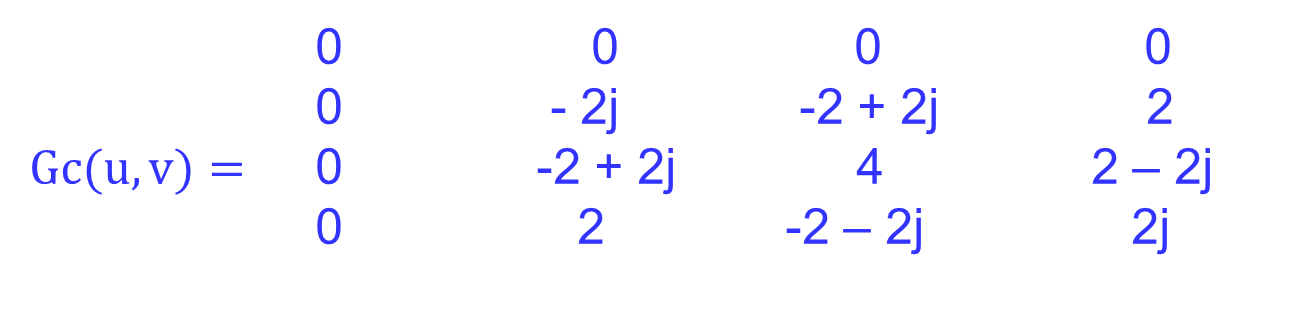 0 0 0 0
0 - 2j -2 + 2j 2
Gc(u, v) = 0 -2 + 2j 4 2 – 2j
0 2 -2 – 2j 2j